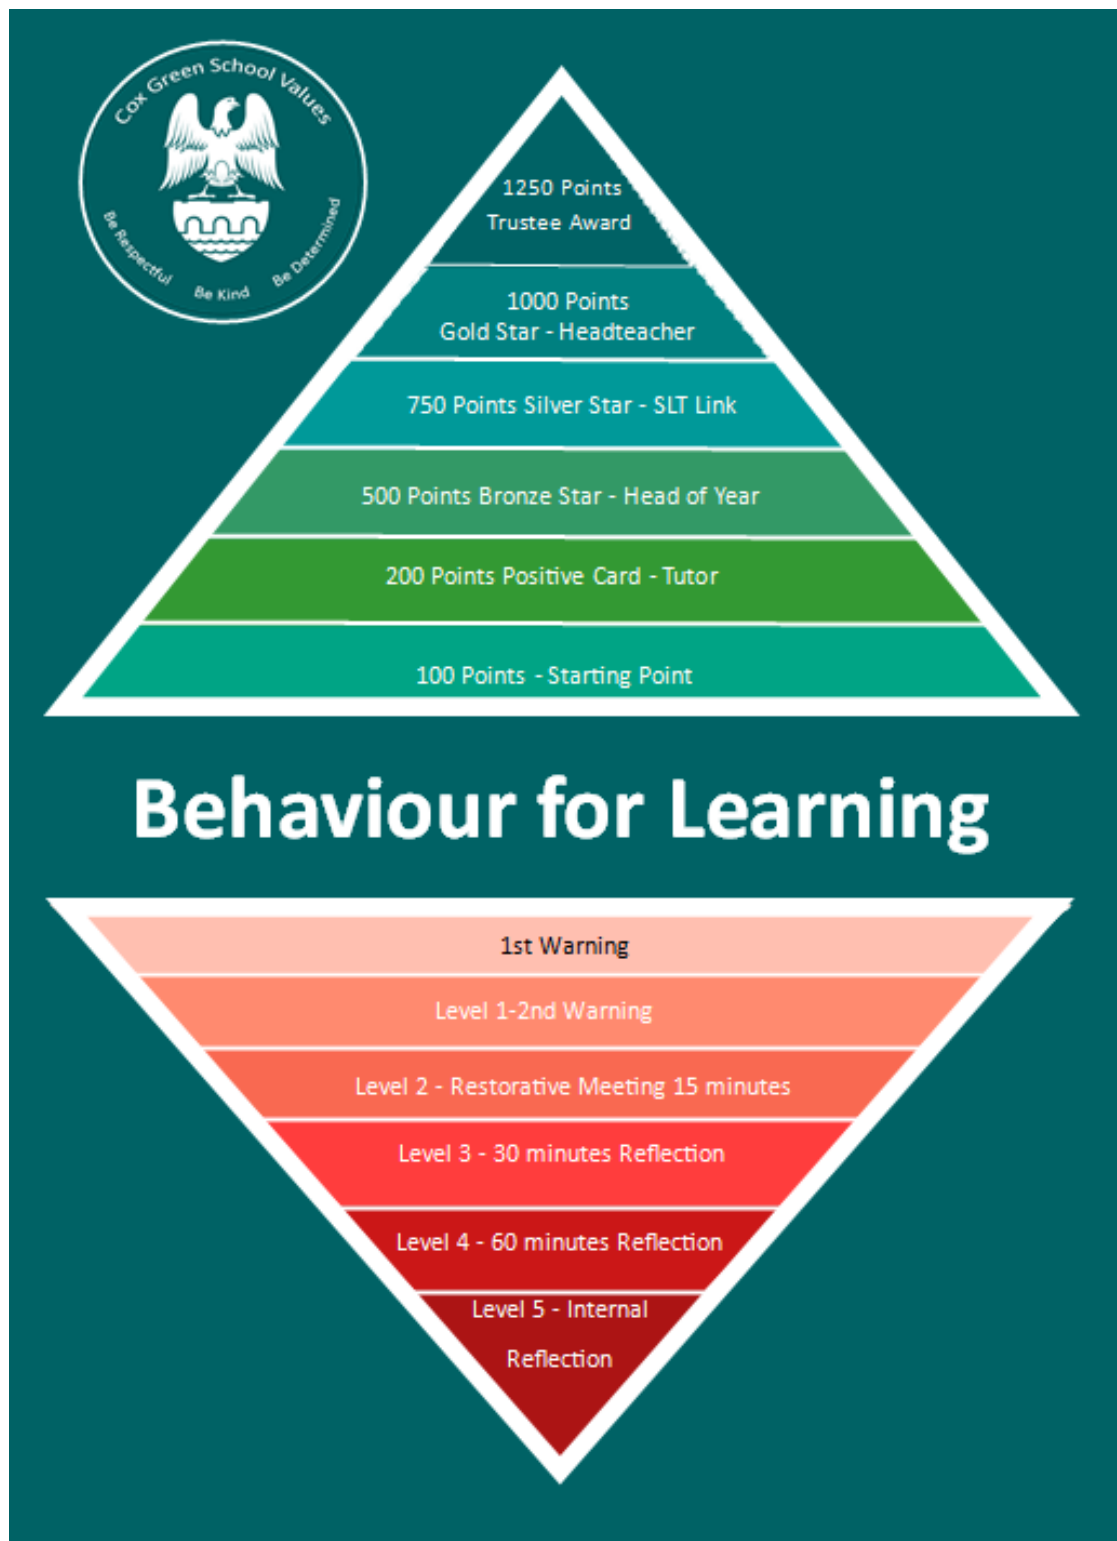 Cox Green School Values
Be Respectful Be Kind Be Determined
1250 Points
Trustee Award
1000 Points
Gold Star - Headteacher
750 Points Silver Star - SLT Link
500 Points Bronze Star - Head of Year
200 Points Positive Card - Tutor
100 Points - Starting Point
Behaviour for Learning
1st Warning
Level 1-2nd Warning
Level 2 - Restorative Meeting 15 minutes
Level 3 - 30 minutes Reflection
Level 4 - 60 minutes Reflection
Level 5 - Internal
Reflection